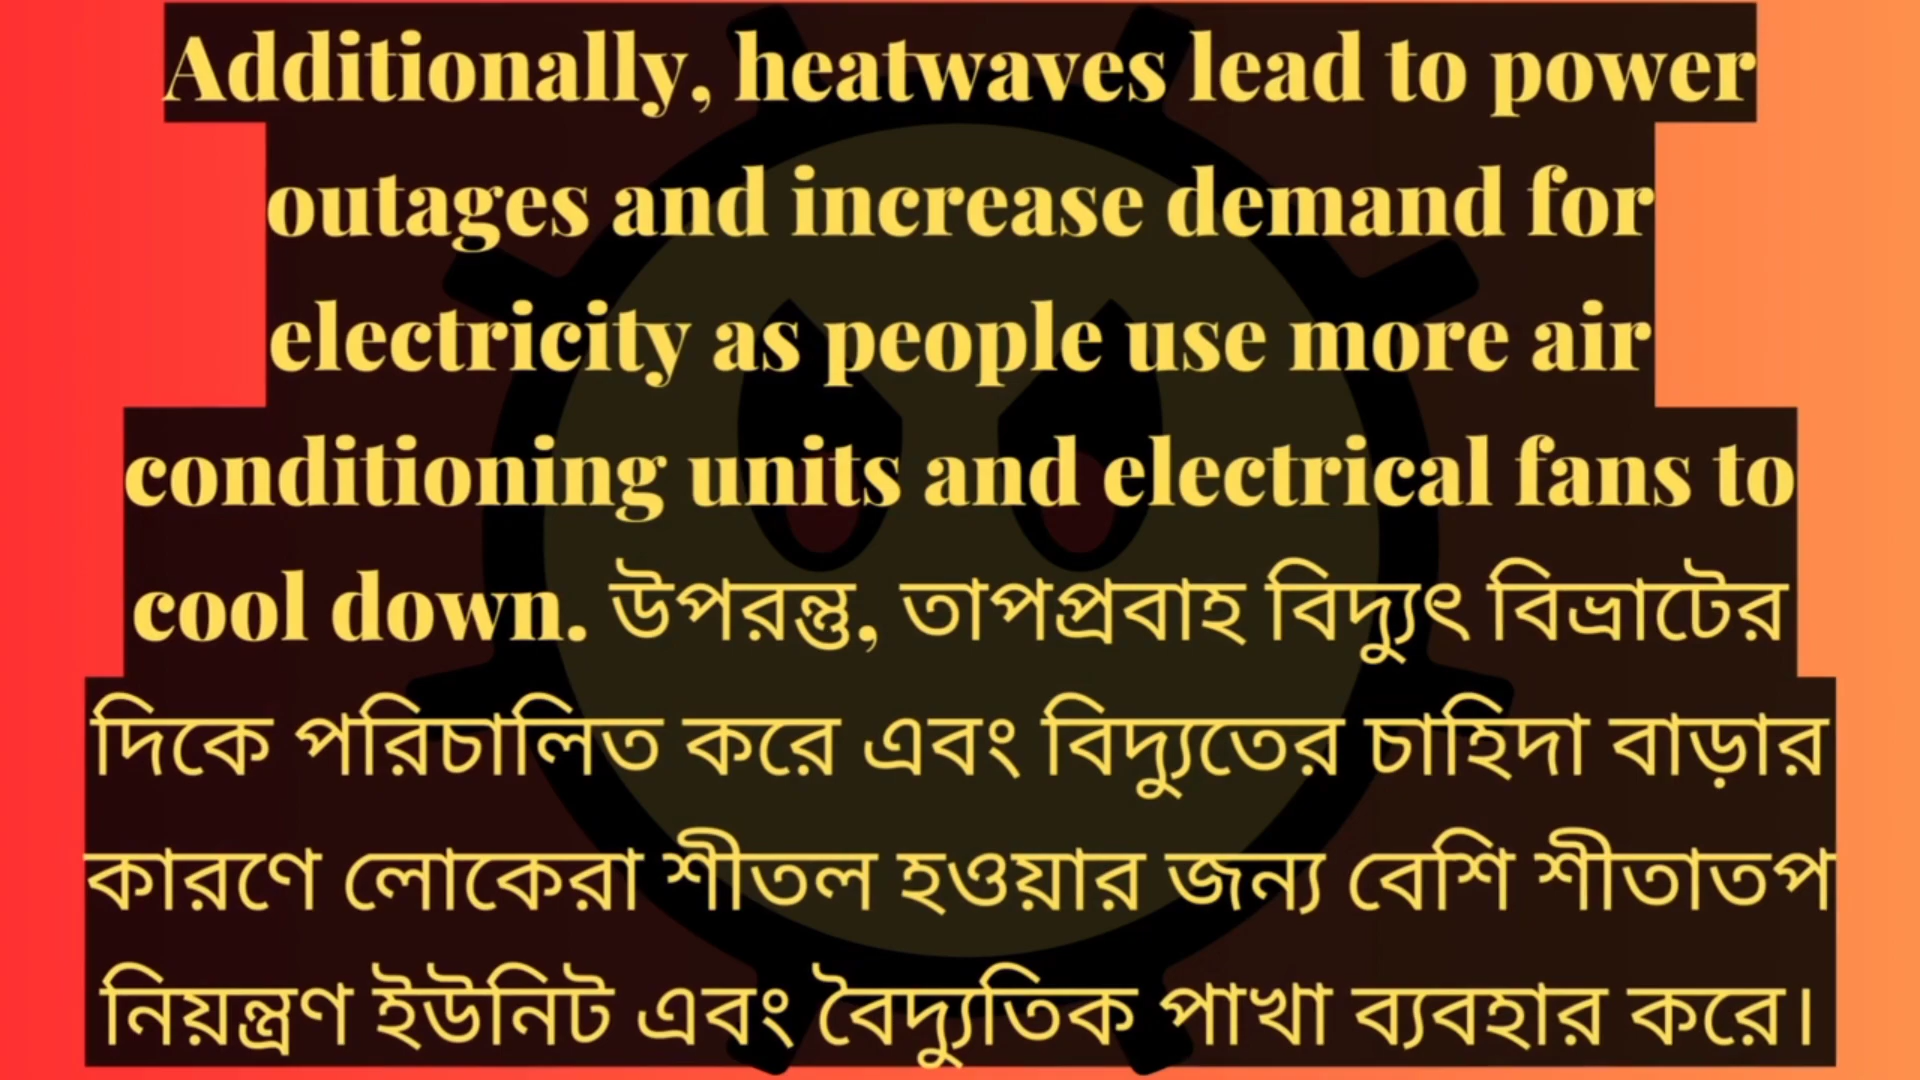 Additionally, heatwaves lead to power
outages and increase demand for
electricity as people use more air
conditioning units and electrical fans to
cool down. উপরন্তু, তাপপ্রবাহ বিদ্যুৎ বিভ্রাটের
দিকে পরিচালিত করে এবং বিদ্যুতের চাহিদা বাড়ার
কারণে লোকেরা শীতল হওয়ার জন্য বেশি শীতাতপ
নিয়ন্ত্রণ ইউনিট এবং বৈদ্যুতিক পাখা ব্যবহার করে।